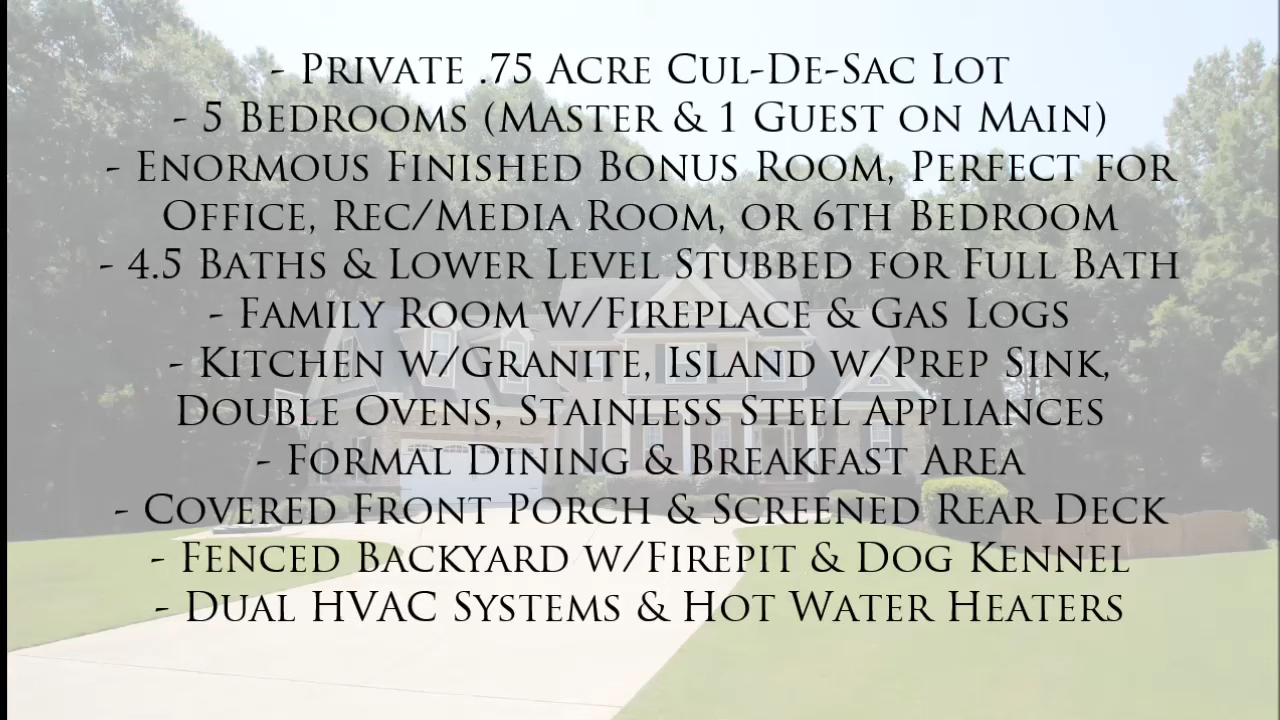 - Private .75 Acre Cul-De-Sac Lot
- 5 Bedrooms (Master & 1 Guest on Main)
- Enormous Finished Bonus Room, Perfect for
Office, Rec/Media Room, or 6th Bedroom
- 4.5 Baths & Lower Level Stubbed for Full Bath
- Family Room w/Fireplace & Gas Logs
- Kitchen w/Granite, Island w/Prep Sink,
Double Ovens, Stainless Steel Appliances
- Formal Dining & Breakfast Area
- Covered Front Porch & Screened Rear Deck
- Fenced Backyard w/Firepit & Dog Kennel
- Dual HVAC Systems & Hot Water Heaters